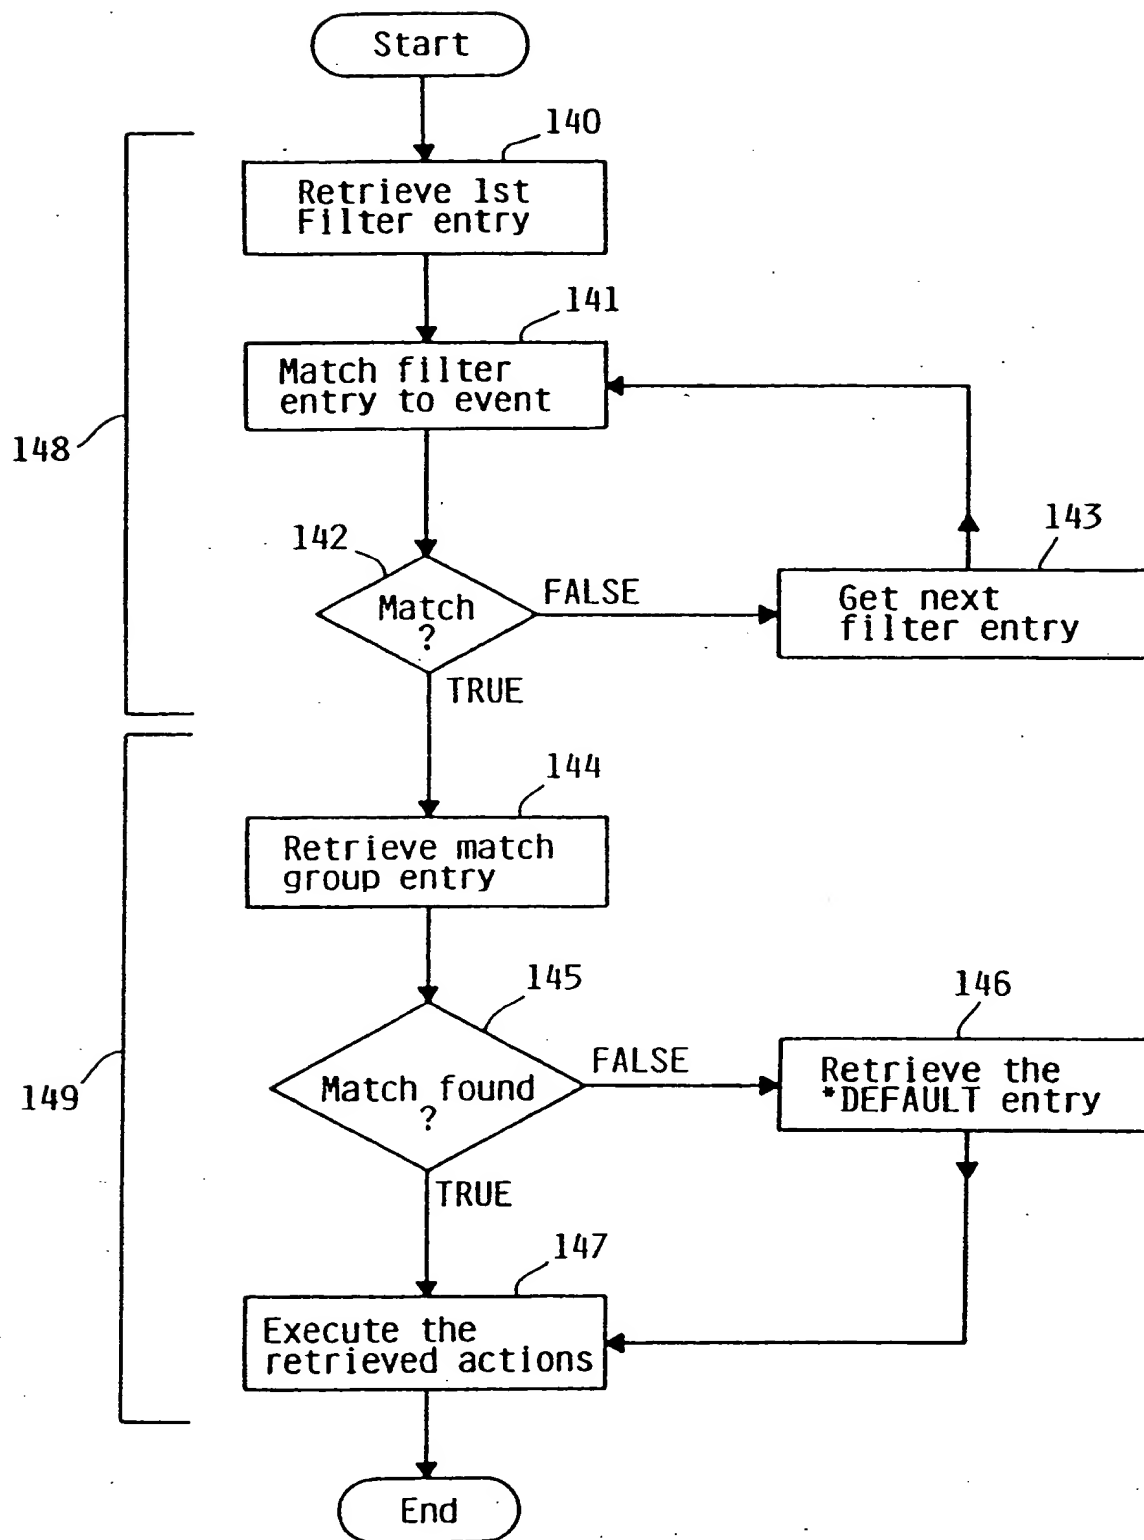 Start
140
Retrieve 1st
Filter entry
141
Match filter
entry to event
148
142
Match
?
FALSE
143
Get next
filter entry
TRUE
144
Retrieve match
group entry
145
Match found
?
FALSE
146
Retrieve the
*DEFAULT entry
149
TRUE
147
Execute the
retrieved actions
End